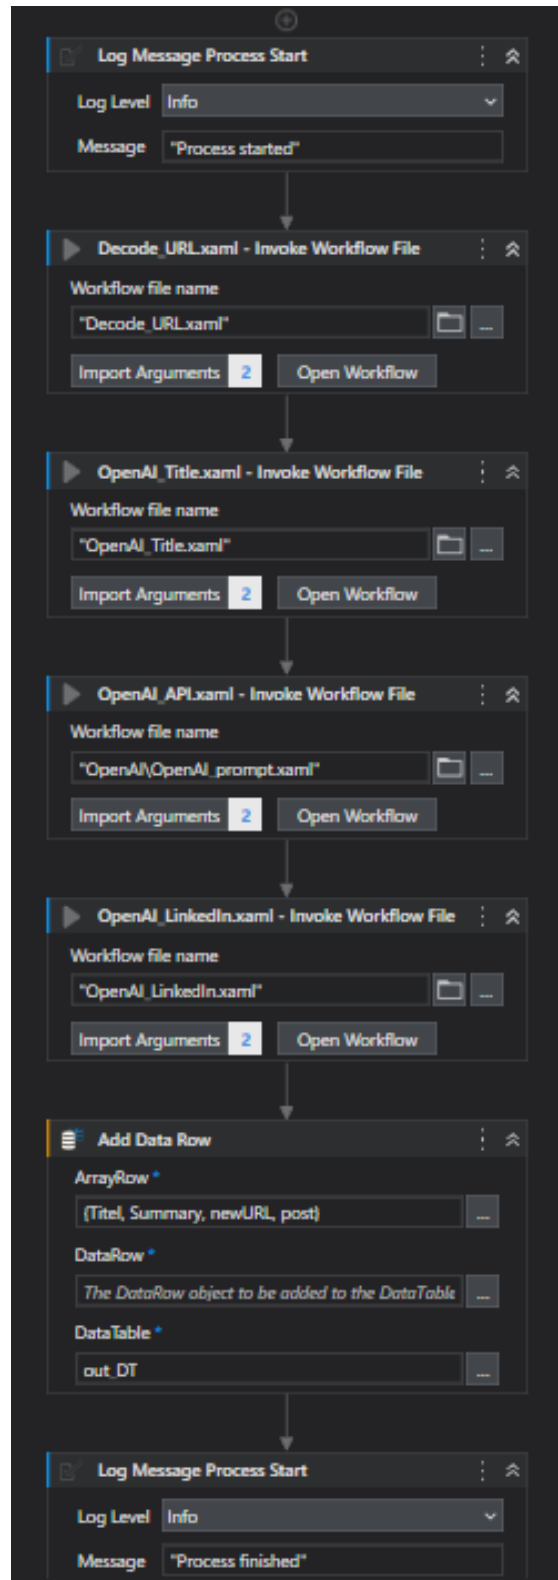 Log Message Process Start
Log Level Info
Message "Process started"
Decode_URL.xaml - Invoke Workflow File
Workflow file name
"Decode_URL.xaml" ...
Import Arguments 2 Open Workflow
OpenAI_Title.xaml - Invoke Workflow File
Workflow file name
"OpenAI_Title.xaml" ...
Import Arguments 2 Open Workflow
OpenAI_API.xaml - Invoke Workflow File
Workflow file name
"OpenAI\OpenAI_prompt.xaml" ...
Import Arguments 2 Open Workflow
OpenAI_LinkedIn.xaml - Invoke Workflow File
Workflow file name
"OpenAI_LinkedIn.xaml" ...
Import Arguments 2 Open Workflow
Add Data Row
ArrayRow *
{Titel, Summary, newURL, post} ...
DataRow *
The DataRow object to be added to the DataTable ...
DataTable *
out_DT ...
Log Message Process Start
Log Level Info
Message "Process finished"